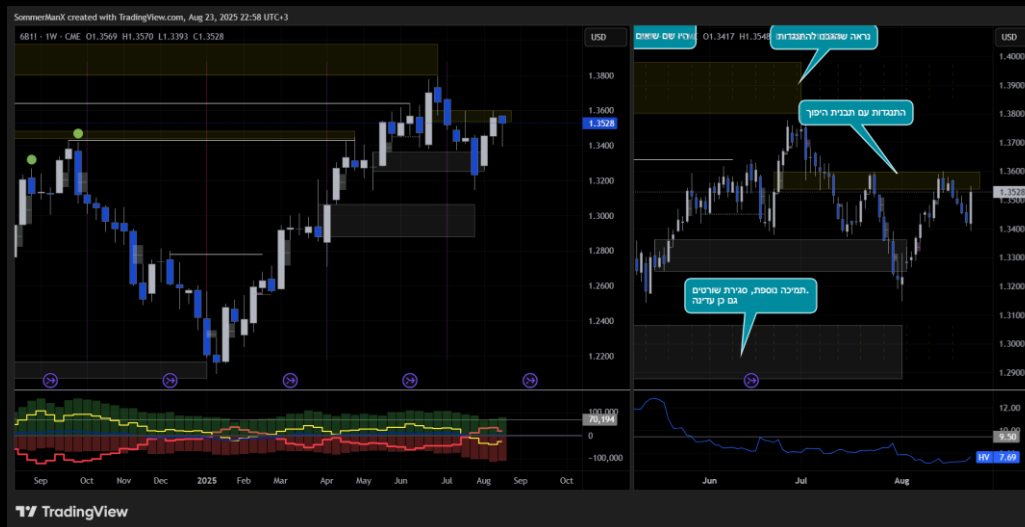 SommerManX created with TradingView.com, Aug 23, 2025 22:58 UTC+3
6B1! · 1W · CME O1.3569 H1.3570 L1.3393 C1.3528
USD
1.3800
1.3600
1.3528
1.3400
1.3200
1.3000
1.2800
1.2600
1.2400
1.2200
100,000
70,194
0
−100,000
Sep Oct Nov Dec 2025 Feb Mar Apr May Jun Jul Aug Sep Oct
היו שם
O1.3417 H1.3548
נראה שהגבנו להתנגדות
USD
התנגדות עם תבנית היפוך
תמיכה נוספת, סגירת שורטים.
גם כן עדינה
1.4000
1.3900
1.3800
1.3700
1.3600
1.3528
1.3500
1.3400
1.3300
1.3200
1.3100
1.3000
1.2900
12.00
9.50
HV 7.69
Jun Jul Aug
TradingView